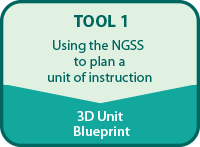 TOOL 1
Using the NGSS
to plan a
unit of instruction
3D Unit
Blueprint